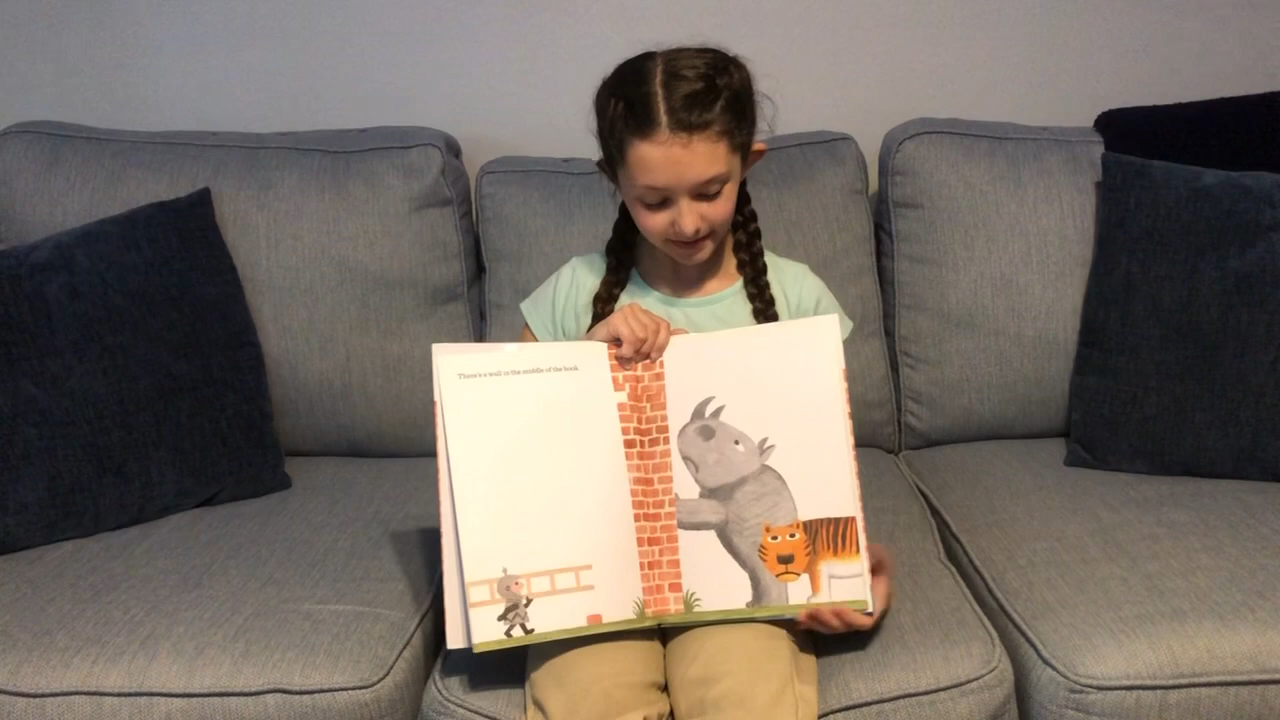 There's a wall in the middle of the book.